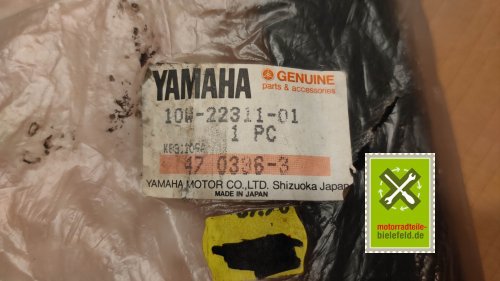 YAMAHA
GENUINE
parts & accessories
10W-22311-01
1 PC
47 0396-3
YAMAHA MOTOR CO.,LTD. Shizuoka Japan
MADE IN JAPAN
motorradteile-
bielefeld.de